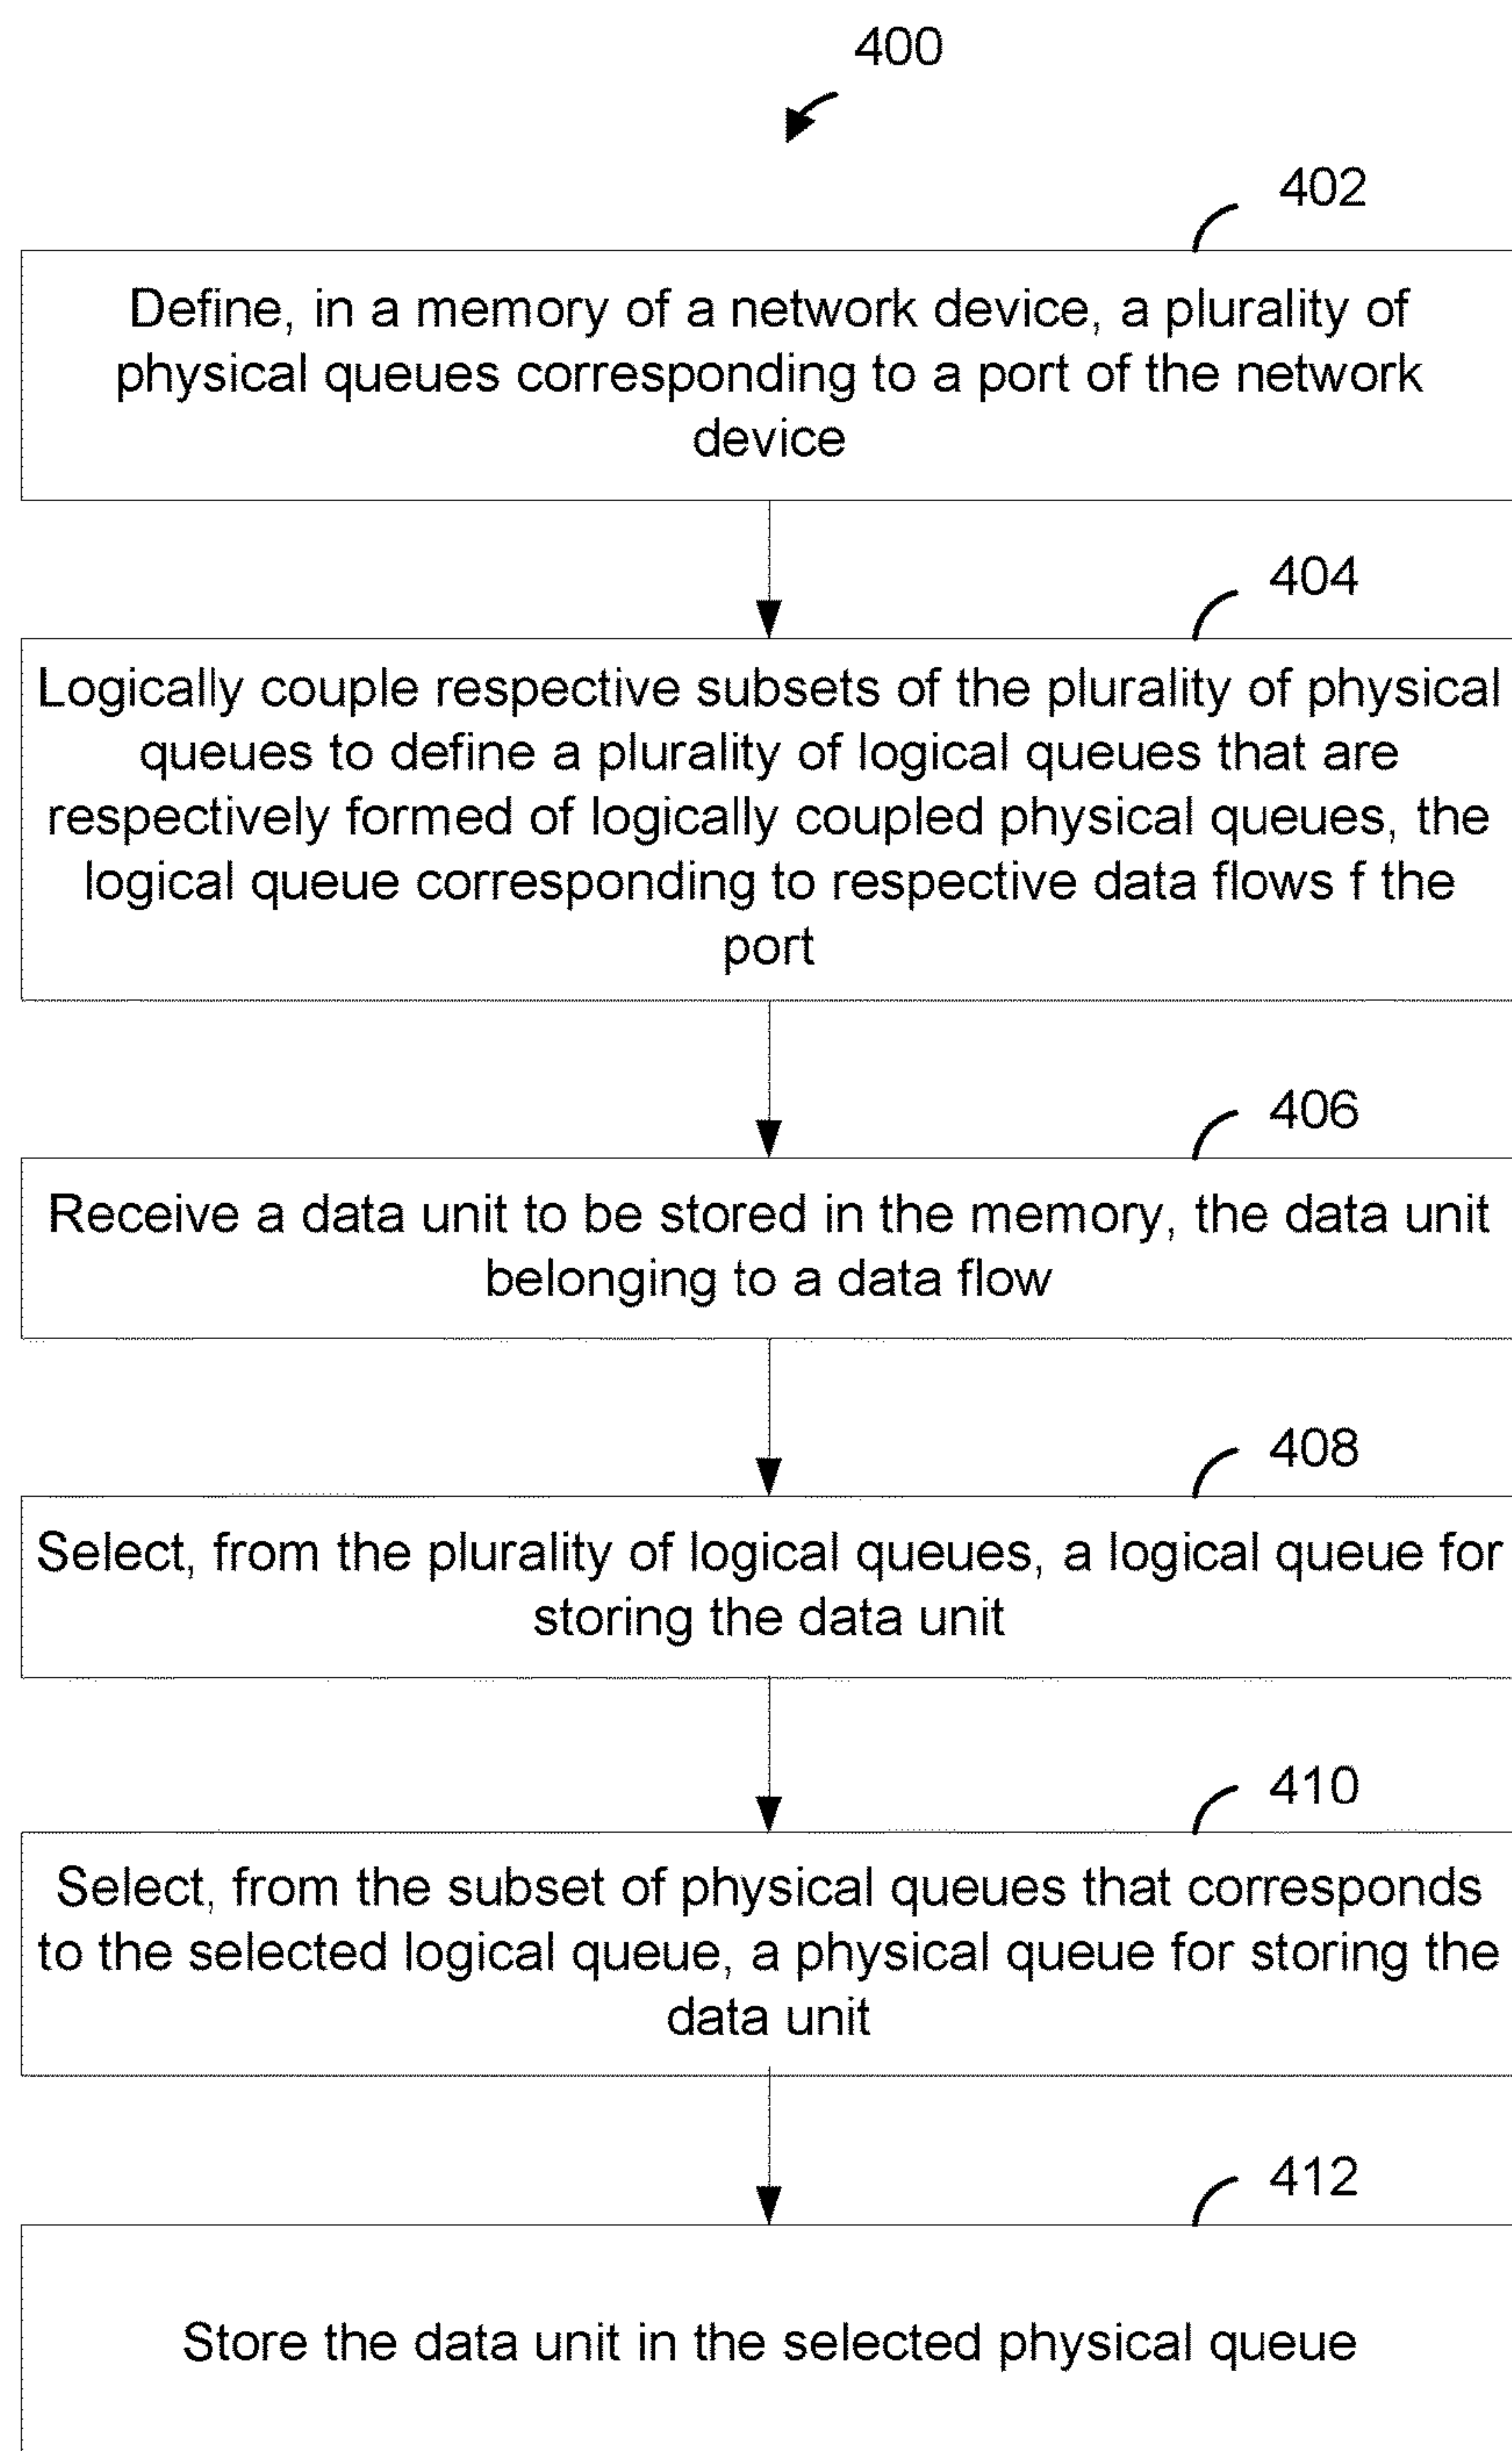 400
402
Define, in a memory of a network device, a plurality of
physical queues corresponding to a port of the network
device
404
Logically couple respective subsets of the plurality of physical
queues to define a plurality of logical queues that are
respectively formed of logically coupled physical queues, the
logical queue corresponding to respective data flows f the
port
406
Receive a data unit to be stored in the memory, the data unit
belonging to a data flow
408
Select, from the plurality of logical queues, a logical queue for
storing the data unit
410
Select, from the subset of physical queues that corresponds
to the selected logical queue, a physical queue for storing the
data unit
412
Store the data unit in the selected physical queue